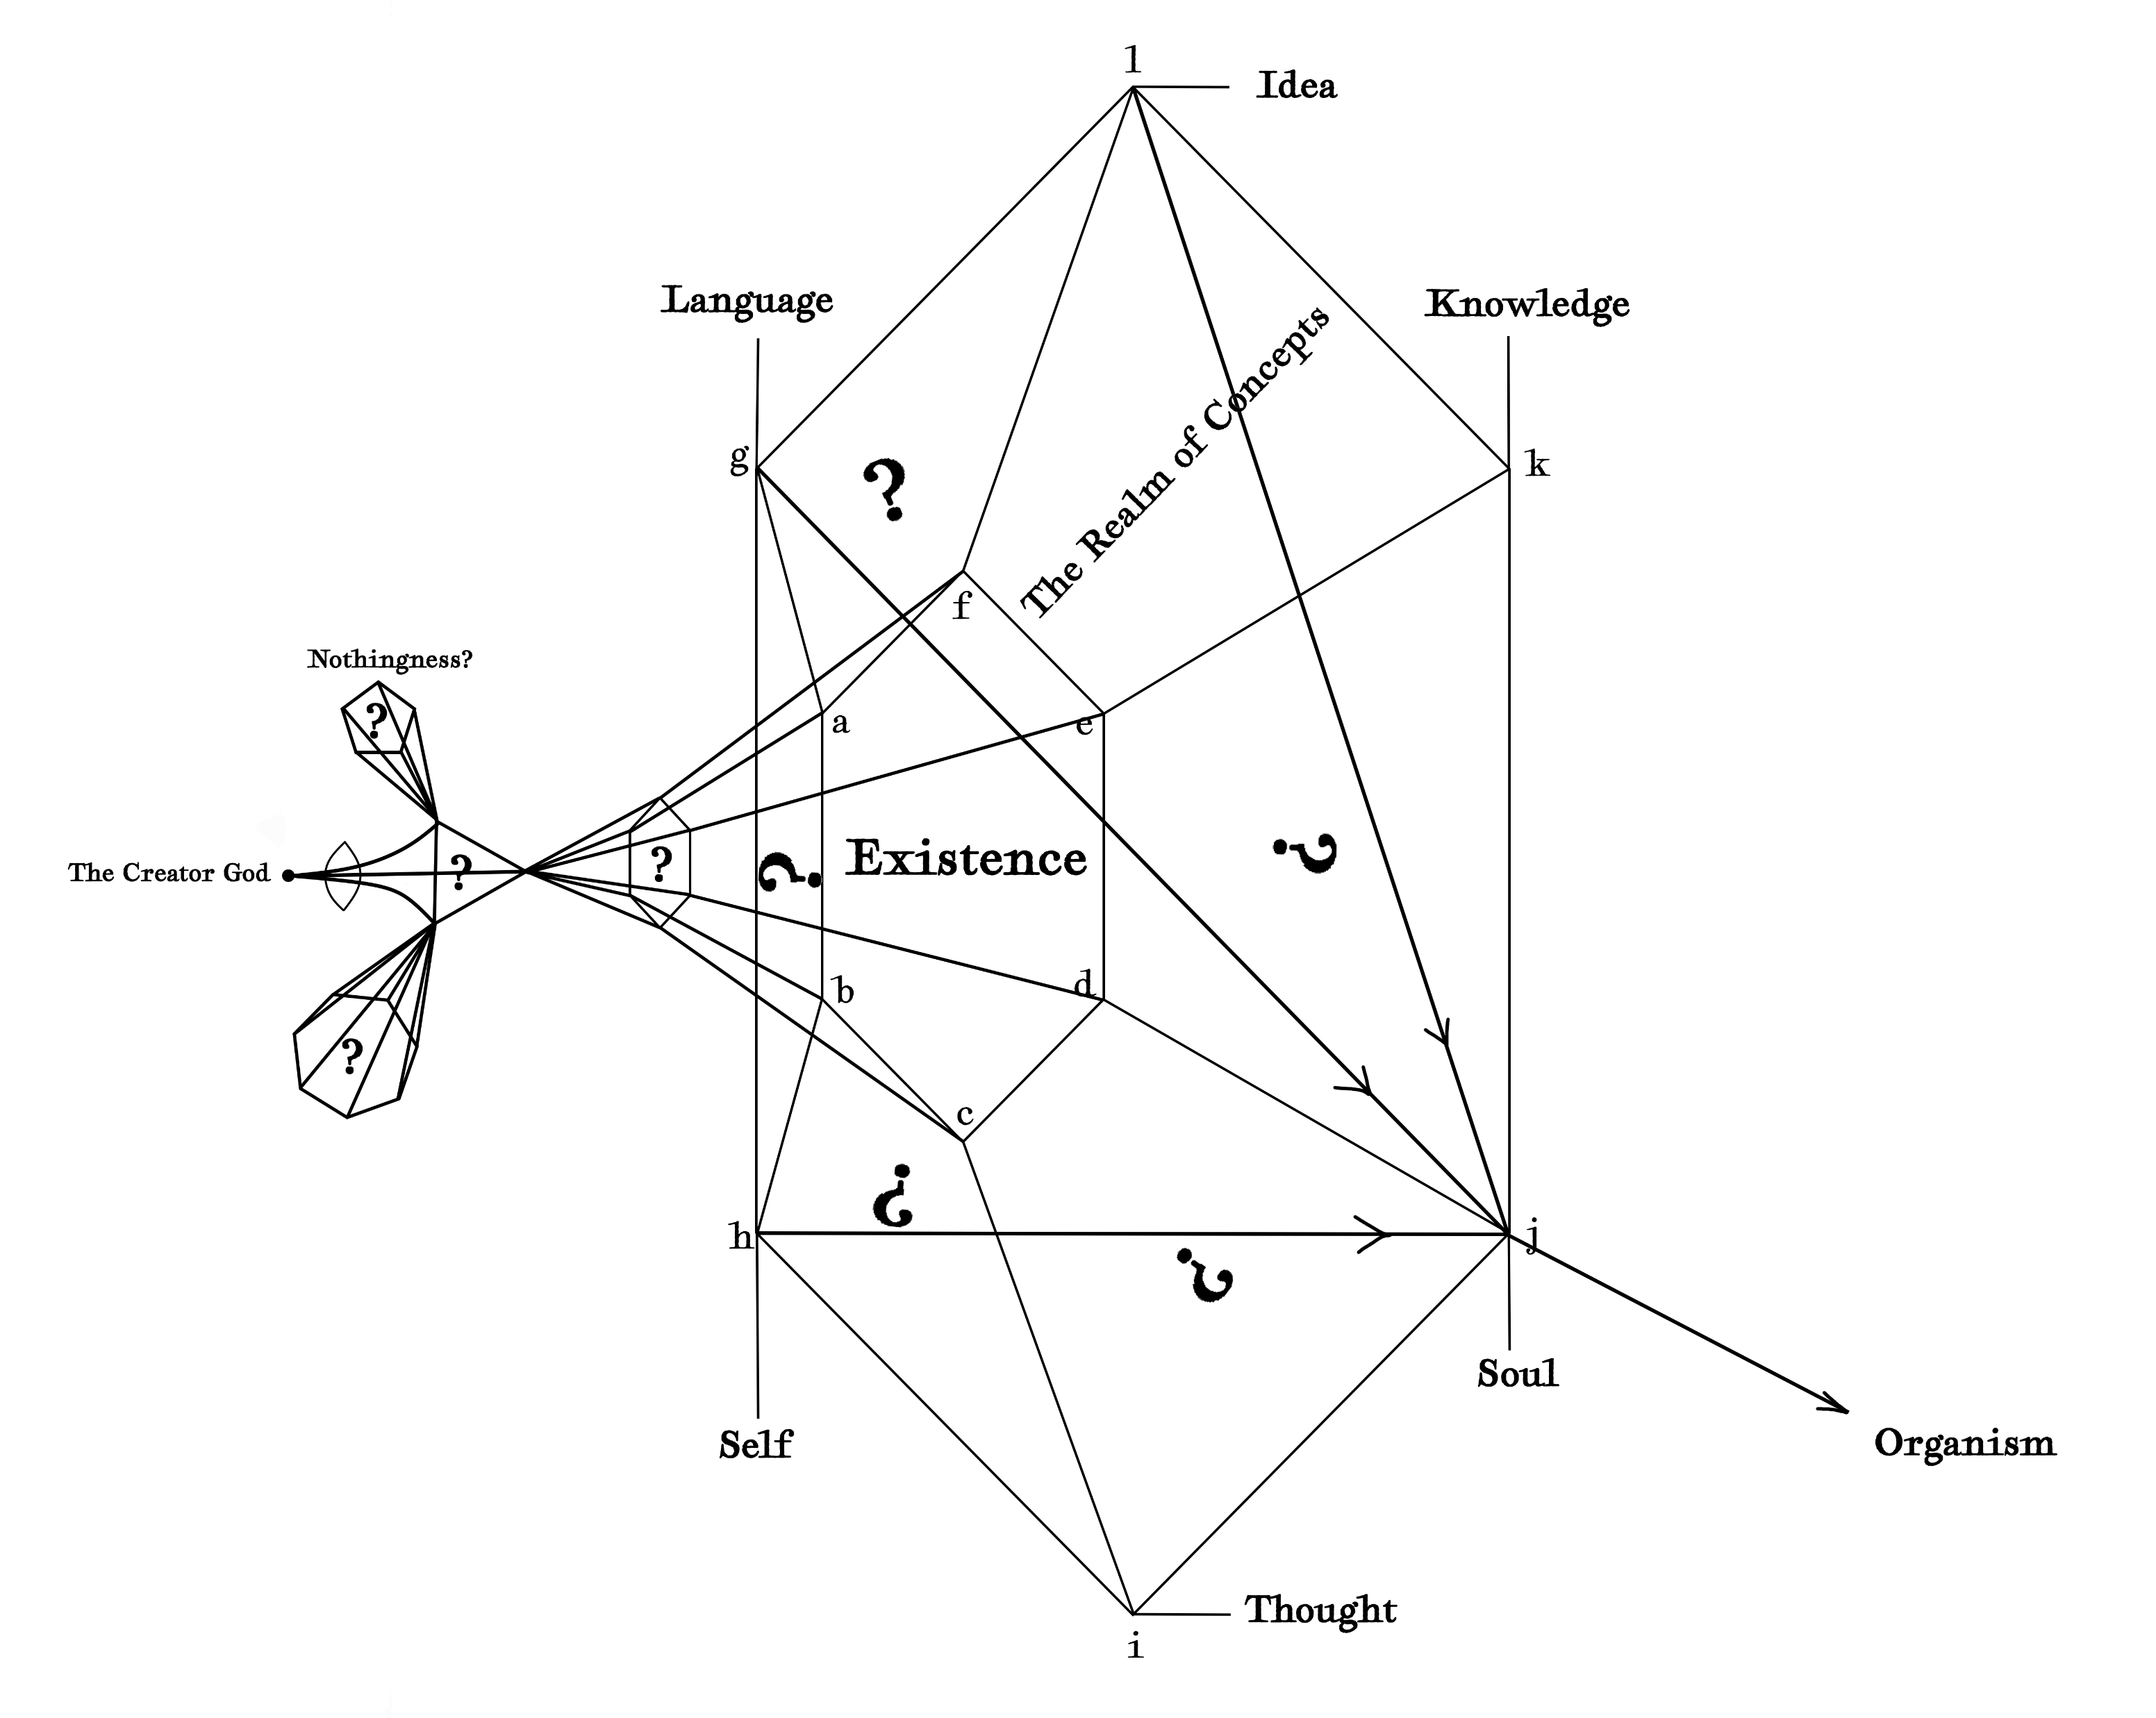 l
Idea
Language
Knowledge
g
?
k
The Realm of Concepts
f
Nothingness?
?
a
e
The Creator God
?
?
?
Existence
?
b
d
?
c
?
h
j
?
Soul
Self
Organism
Thought
i